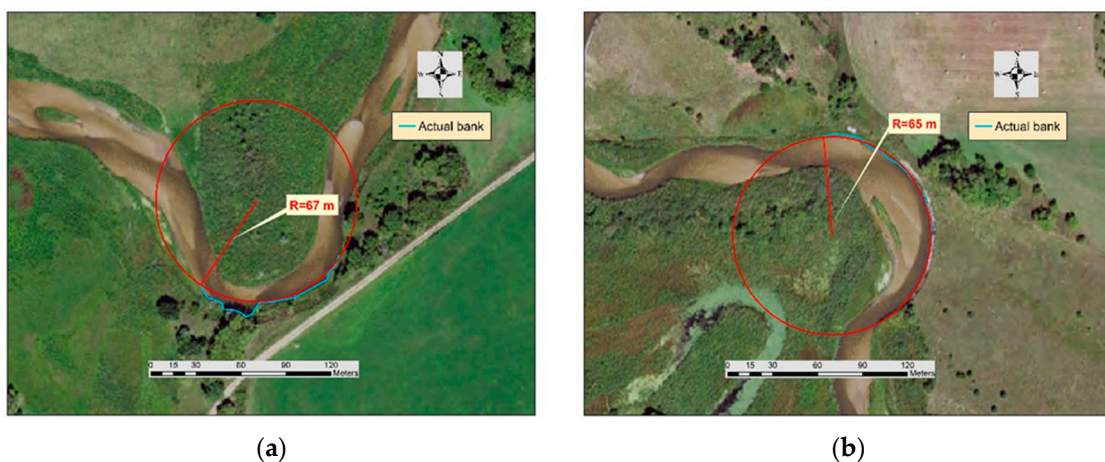 N
W E
S
Actual bank
R=67 m
0 15 30 60 90 120
Meters
(a)
N
W E
S
Actual bank
R=65 m
0 15 30 60 90 120
Meters
(b)